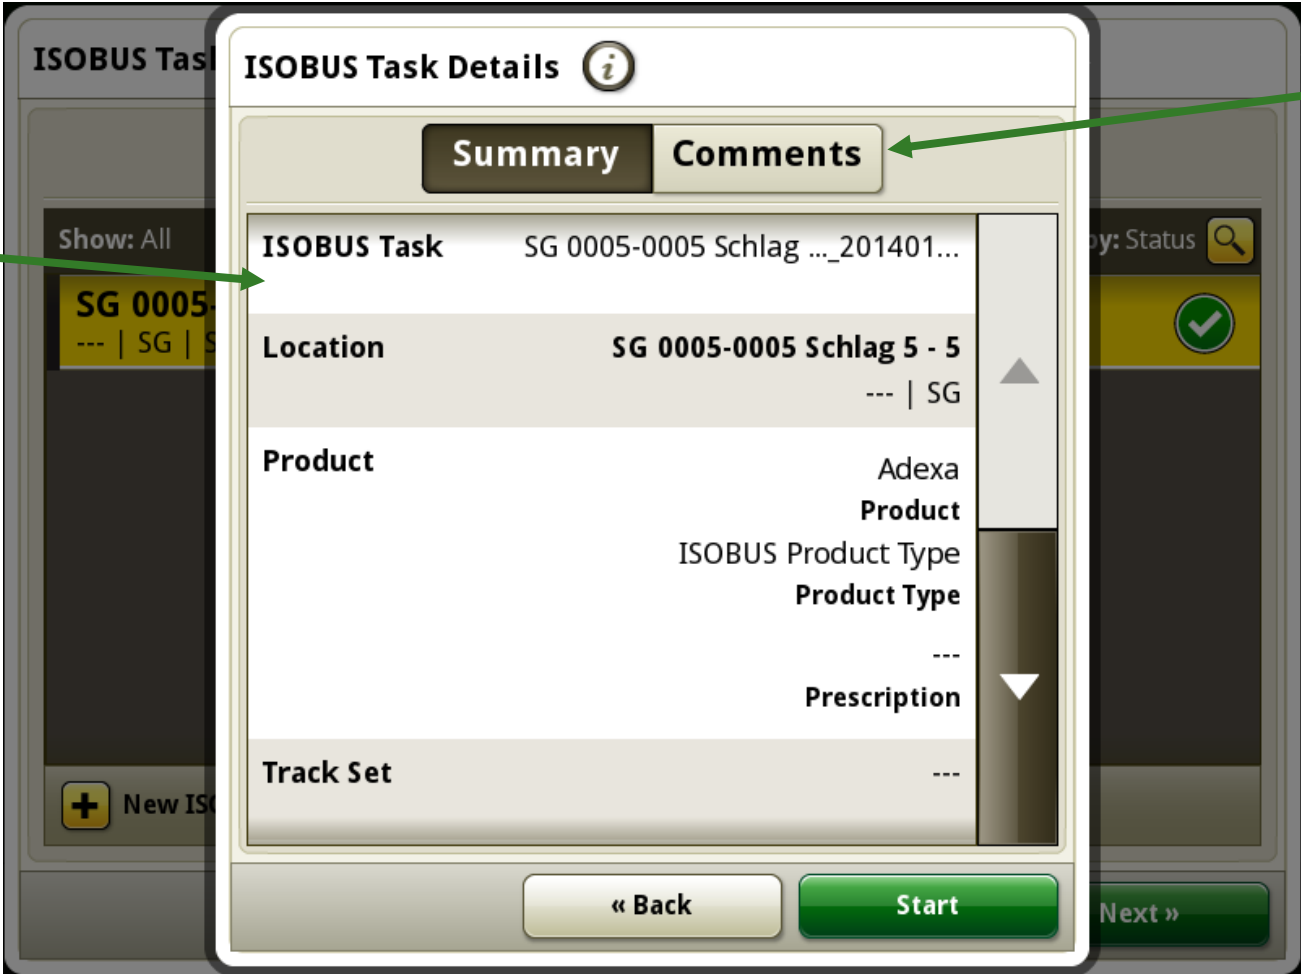 ISOBUS Tas
ISOBUS Task Details i
Summary Comments
Show: All
by: Status
SG 0005-
--- | SG | S
ISOBUS Task SG 0005-0005 Schlag ..._201401...
Location SG 0005-0005 Schlag 5 - 5
--- | SG
Product
Adexa
Product
ISOBUS Product Type
Product Type
---
Prescription
Track Set ---
New IS
« Back Start
Next »